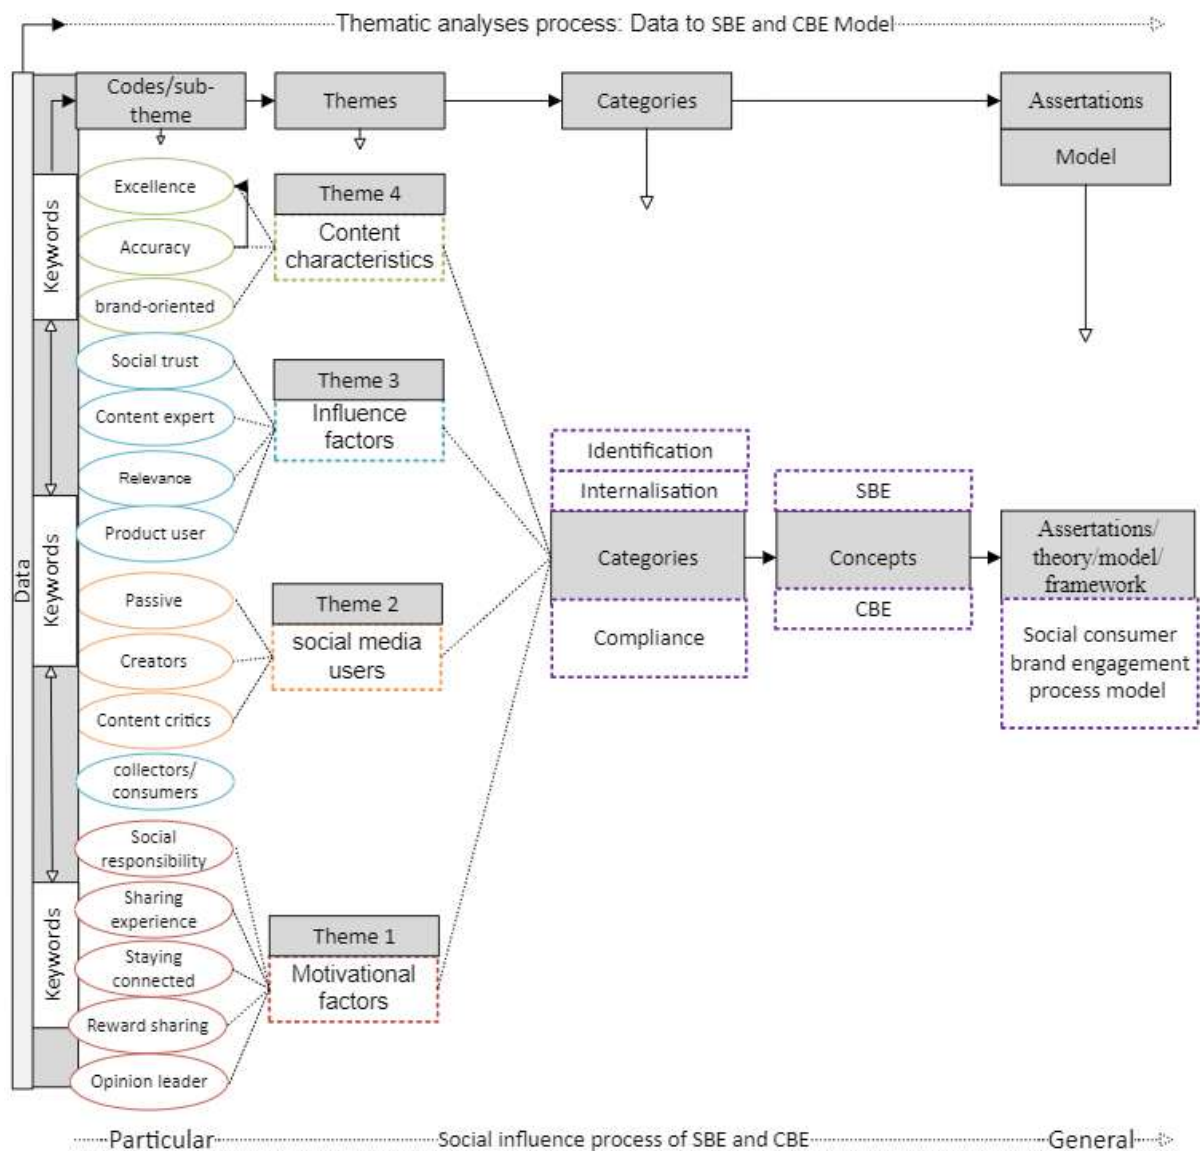 Thematic analyses process: Data to SBE and CBE Model
Data
Keywords
Keywords
Keywords
Codes/sub-
theme
Themes
Categories
Assertations
Model
Excellence
Accuracy
brand-oriented
Theme 4
Content
characteristics
Social trust
Content expert
Relevance
Product user
Theme 3
Influence
factors
Passive
Creators
Content critics
collectors/
consumers
Theme 2
social media
users
Social
responsibility
Sharing
experience
Staying
connected
Reward sharing
Opinion leader
Theme 1
Motivational
factors
Identification
Internalisation
Categories
Compliance
SBE
Concepts
CBE
Assertations/
theory/model/
framework
Social consumer
brand engagement
process model
Particular
Social influence process of SBE and CBE
General